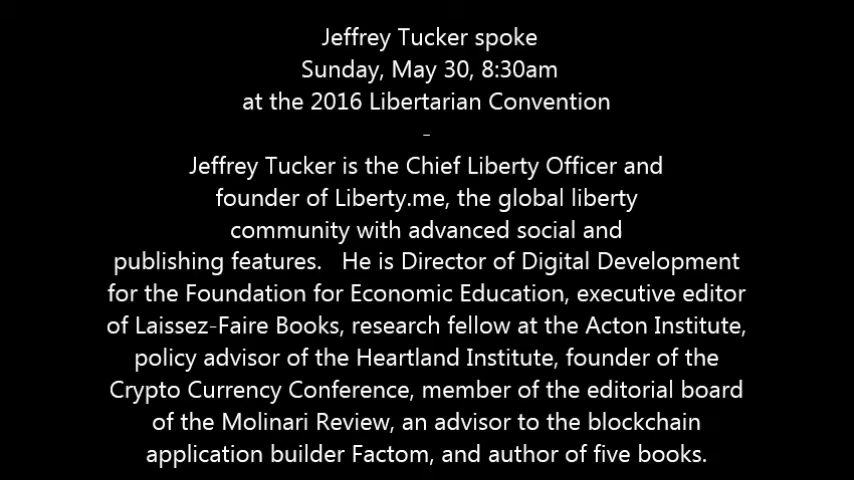 Jeffrey Tucker spoke
Sunday, May 30, 8:30am
at the 2016 Libertarian Convention
-
Jeffrey Tucker is the Chief Liberty Officer and
founder of Liberty.me, the global liberty
community with advanced social and
publishing features.   He is Director of Digital Development
for the Foundation for Economic Education, executive editor
of Laissez-Faire Books, research fellow at the Acton Institute,
policy advisor of the Heartland Institute, founder of the
Crypto Currency Conference, member of the editorial board
of the Molinari Review, an advisor to the blockchain
application builder Factom, and author of five books.